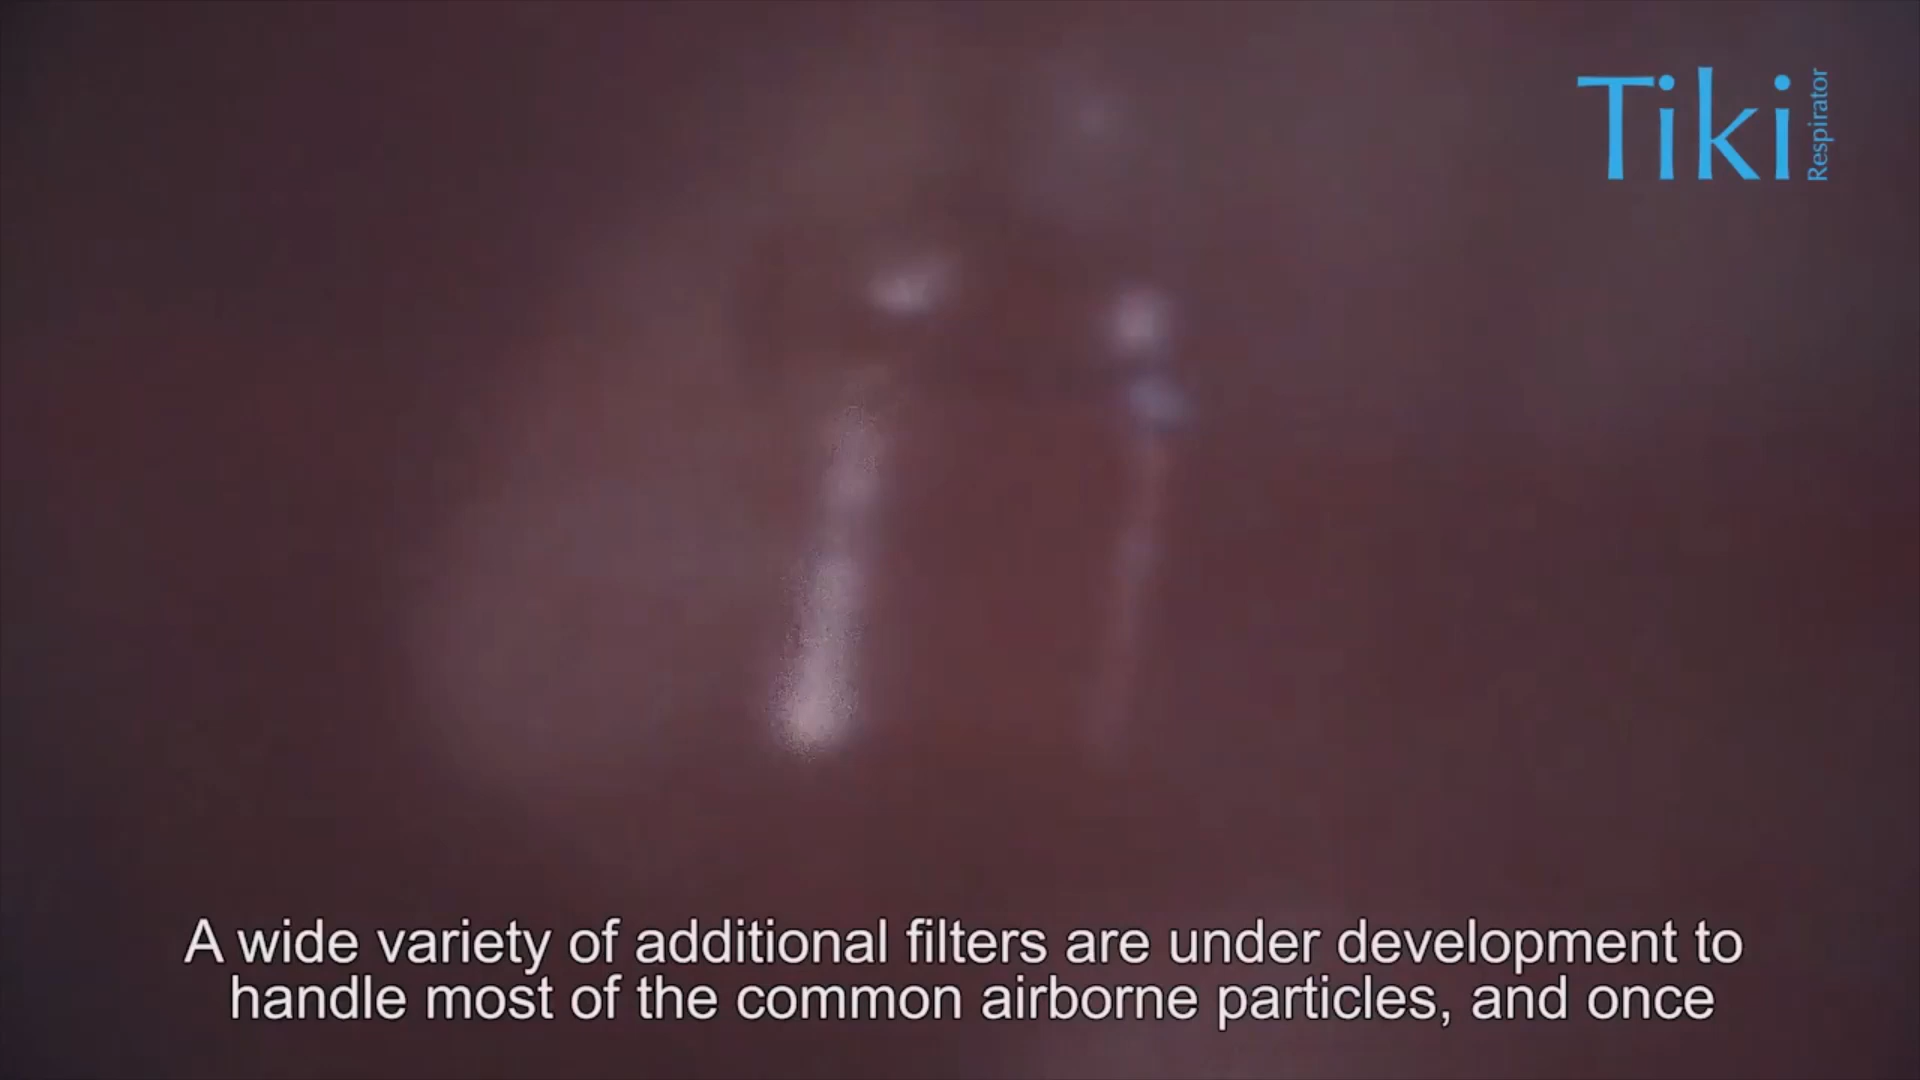 Tiki
Respirator
A wide variety of additional filters are under development to
handle most of the common airborne particles, and once